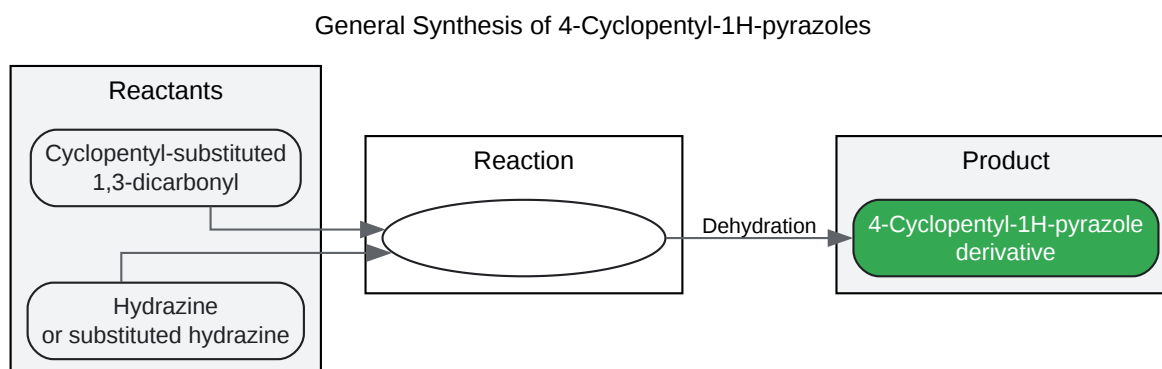 General Synthesis of 4-Cyclopentyl-1H-pyrazoles
Reactants
Cyclopentyl-substituted
1,3-dicarbonyl
Hydrazine
or substituted hydrazine
Reaction
Dehydration
Product
4-Cyclopentyl-1H-pyrazole
derivative